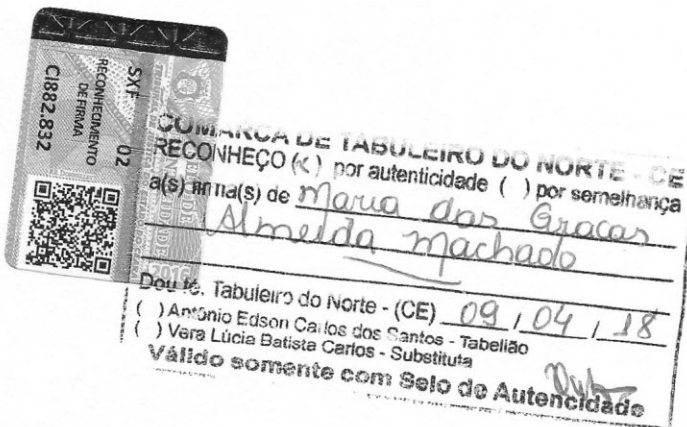 SXF 02
RECONHECIMENTO
DE FIRMA
CI882.832
2016
COMARCA DE TABULEIRO DO NORTE - CE
RECONHEÇO (x) por autenticidade ( ) por semelhança
a(s) firma(s) de Maria das Graças
Almeida Machado
Dou fé. Tabuleiro do Norte - (CE) 09 / 04 / 18
( ) Antônio Edson Carlos dos Santos - Tabelião
( ) Vera Lúcia Batista Carlos - Substituta
Válido somente com Selo de Autencidade